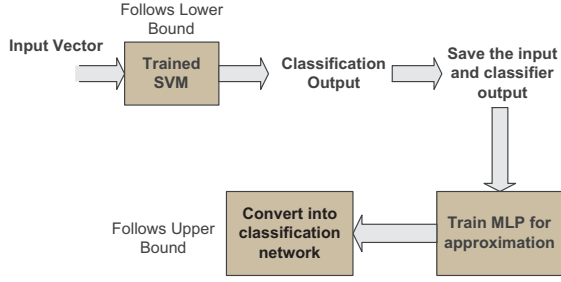 Follows Lower
Bound
Input Vector
Trained
SVM
Classification
Output
Save the input
and classifier
output
Follows Upper
Bound
Convert into
classification
network
Train MLP for
approximation